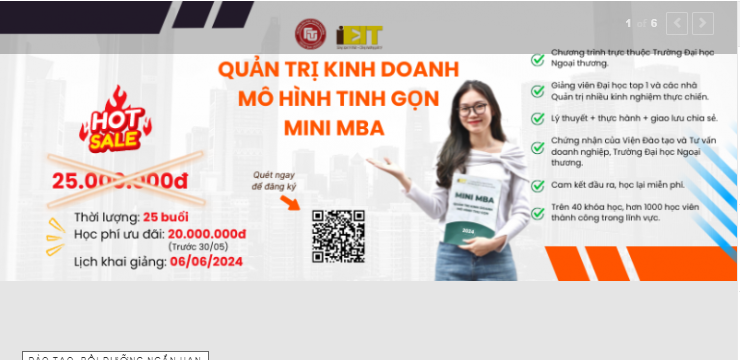 1 of 6
QUẢN TRỊ KINH DOANH
MÔ HÌNH TINH GỌN
MINI MBA
HOT
SALE
25.000.000đ
Thời lượng: 25 buổi
Học phí ưu đãi: 20.000.000đ
(Trước 30/05)
Lịch khai giảng: 06/06/2024
Quét ngay
để đăng ký
MINI MBA
2024
Chương trình trực thuộc Trường Đại học
Ngoại thương.
Giảng viên Đại học top 1 và các nhà
Quản trị nhiều kinh nghiệm thực chiến.
Lý thuyết + thực hành + giao lưu chia sẻ.
Chứng nhận của Viện Đào tạo và Tư vấn
doanh nghiệp, Trường Đại học Ngoại
thương.
Cam kết đầu ra, học lại miễn phí.
Trên 40 khóa học, hơn 1000 học viên
thành công trong lĩnh vực.
ĐÀO TẠO, BỒI DƯỠNG NGẮN HẠN